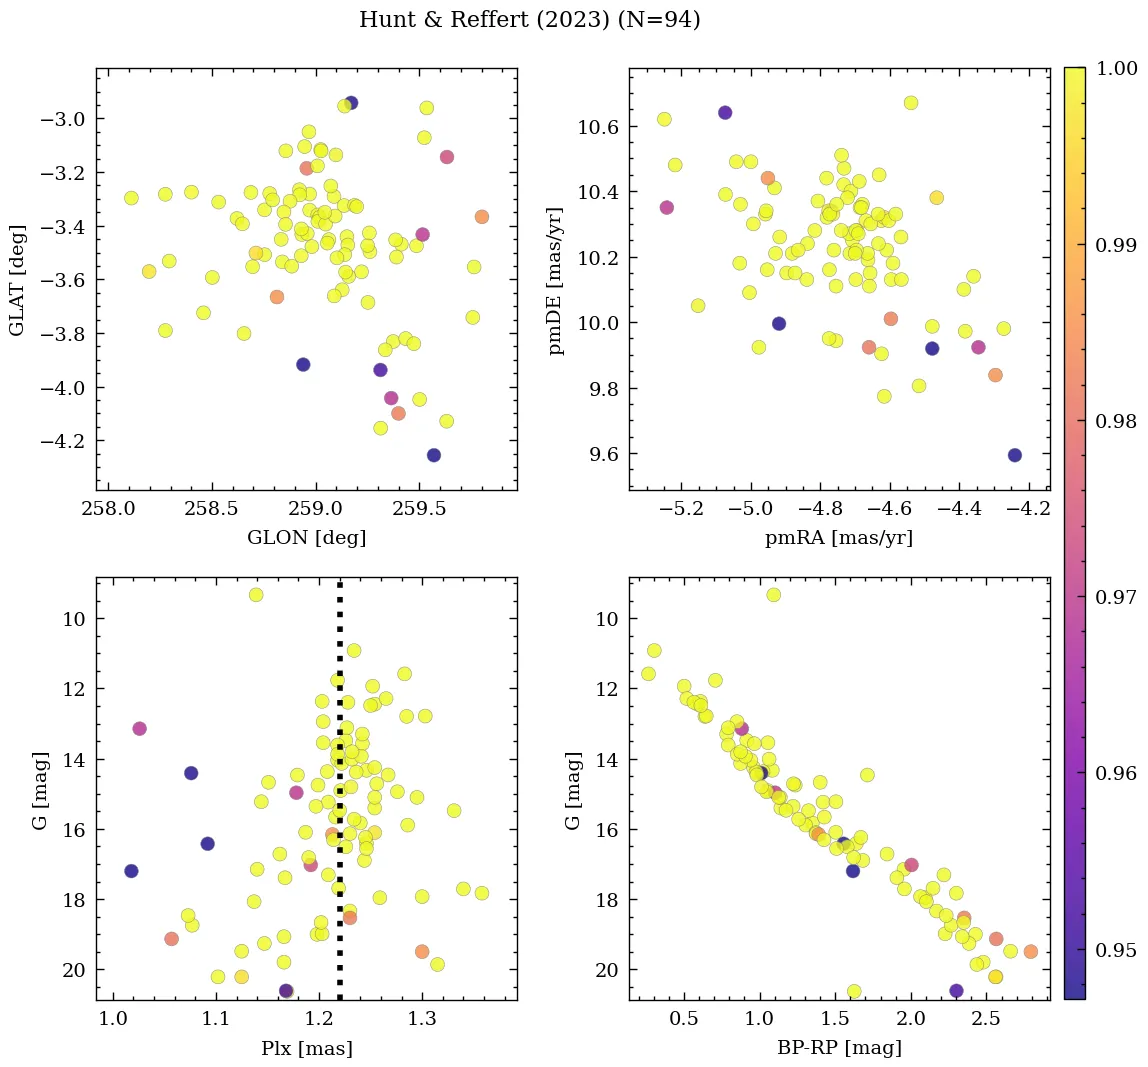 Hunt & Reffert (2023) (N=94)
−3.0
−3.2
−3.4
−3.6
−3.8
−4.0
−4.2
GLAT [deg]
258.0 258.5 259.0 259.5
GLON [deg]
10.6
10.4
10.2
10.0
9.8
9.6
pmDE [mas/yr]
−5.2 −5.0 −4.8 −4.6 −4.4 −4.2
pmRA [mas/yr]
10
12
14
16
18
20
G [mag]
1.0 1.1 1.2 1.3
Plx [mas]
10
12
14
16
18
20
G [mag]
0.5 1.0 1.5 2.0 2.5
BP-RP [mag]
1.00
0.99
0.98
0.97
0.96
0.95